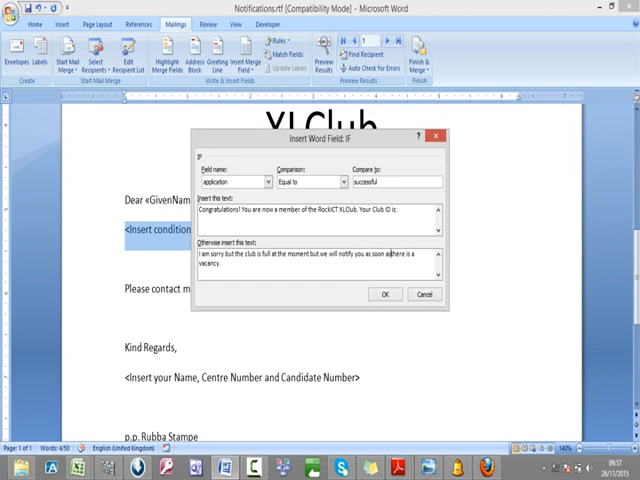 Notifications.rtf [Compatibility Mode] - Microsoft Word
Home Insert Page Layout References Mailings Review View Developer
Envelopes Labels
Create
Start Mail Merge Select Recipients Edit Recipient List
Start Mail Merge
Highlight Merge Fields Address Block Greeting Line Insert Merge Field
Rules
Match Fields
Update Labels
Write & Insert Fields
Preview Results
1
Find Recipient
Auto Check for Errors
Preview Results
Finish & Merge
Finish
XLClub
Insert Word Field: IF
IF
Field name: Comparison: Compare to:
application Equal to successful
Insert this text:
Congratulations! You are now a member of the RockICT XLClub. Your Club ID is:
Otherwise insert this text:
I am sorry but the club is full at the moment but we will notify you as soon as there is a
vacancy.
OK Cancel
Dear «GivenNam
<Insert condition
Please contact m
Kind Regards,
<Insert your Name, Centre Number and Candidate Number>
p.p. Rubba Stampe
Page: 1 of 1 Words: 4/50 English (United Kingdom) 140%
09:57
26/11/2015